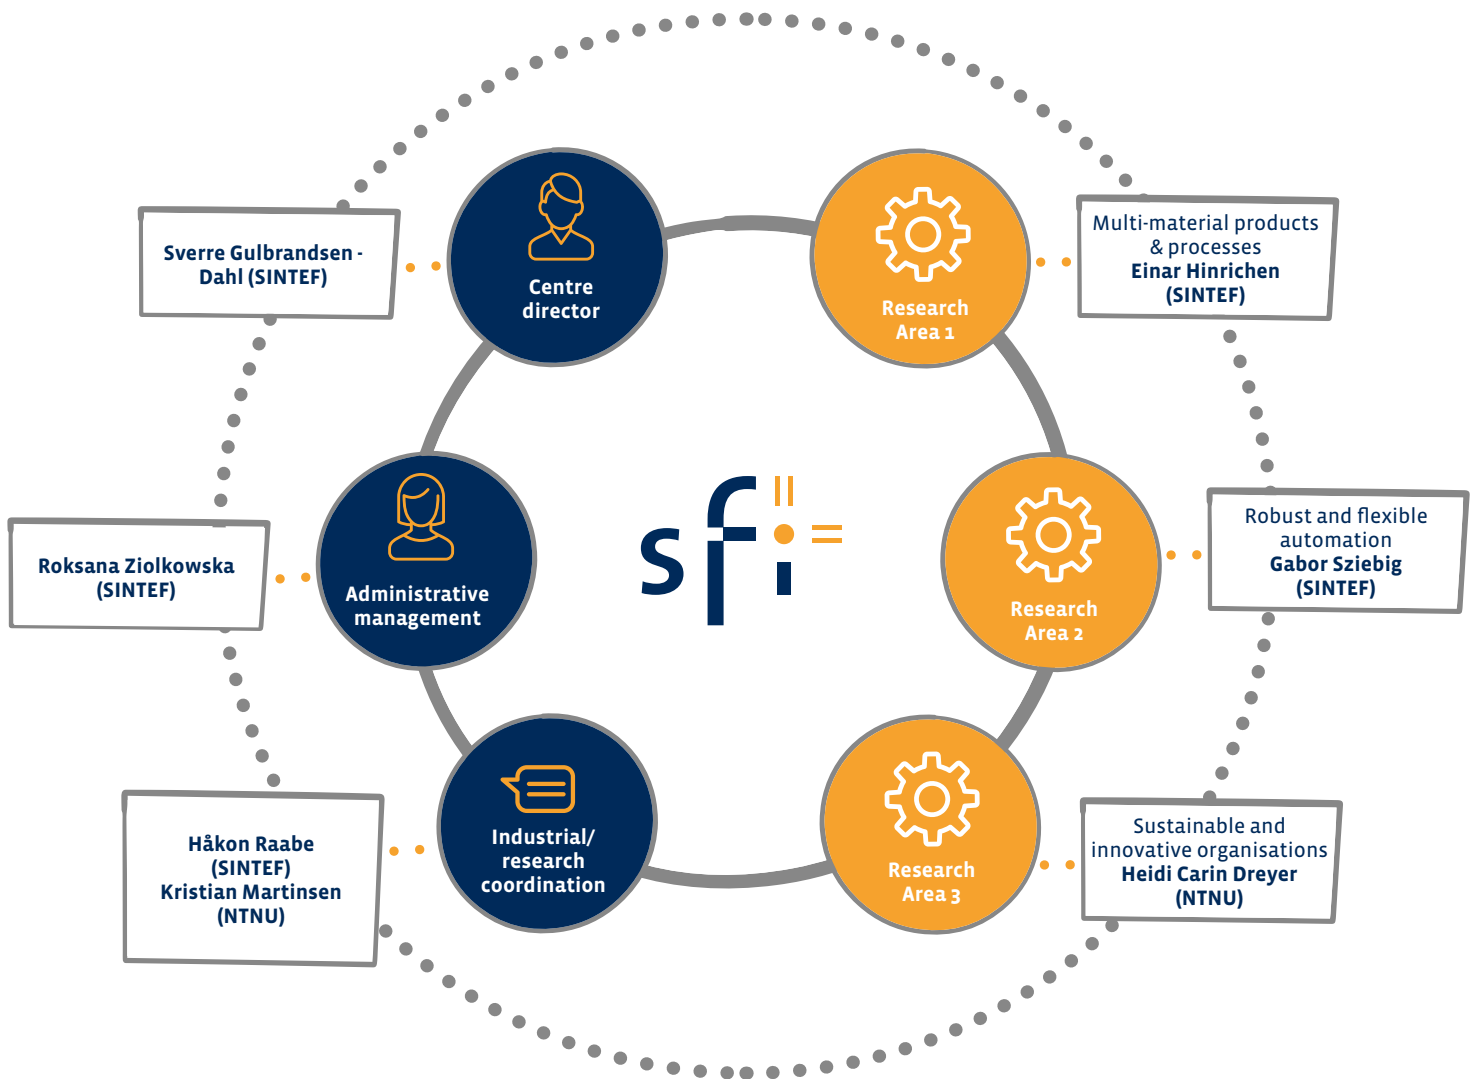 Sverre Gulbrandsen -
Dahl (SINTEF)
Centre
director
Research
Area 1
Multi-material products
& processes
Einar Hinrichen
(SINTEF)
Roksana Ziolkowska
(SINTEF)
Administrative
management
sfi
Research
Area 2
Robust and flexible
automation
Gabor Sziebig
(SINTEF)
Håkon Raabe
(SINTEF)
Kristian Martinsen
(NTNU)
Industrial/
research
coordination
Research
Area 3
Sustainable and
innovative organisations
Heidi Carin Dreyer
(NTNU)